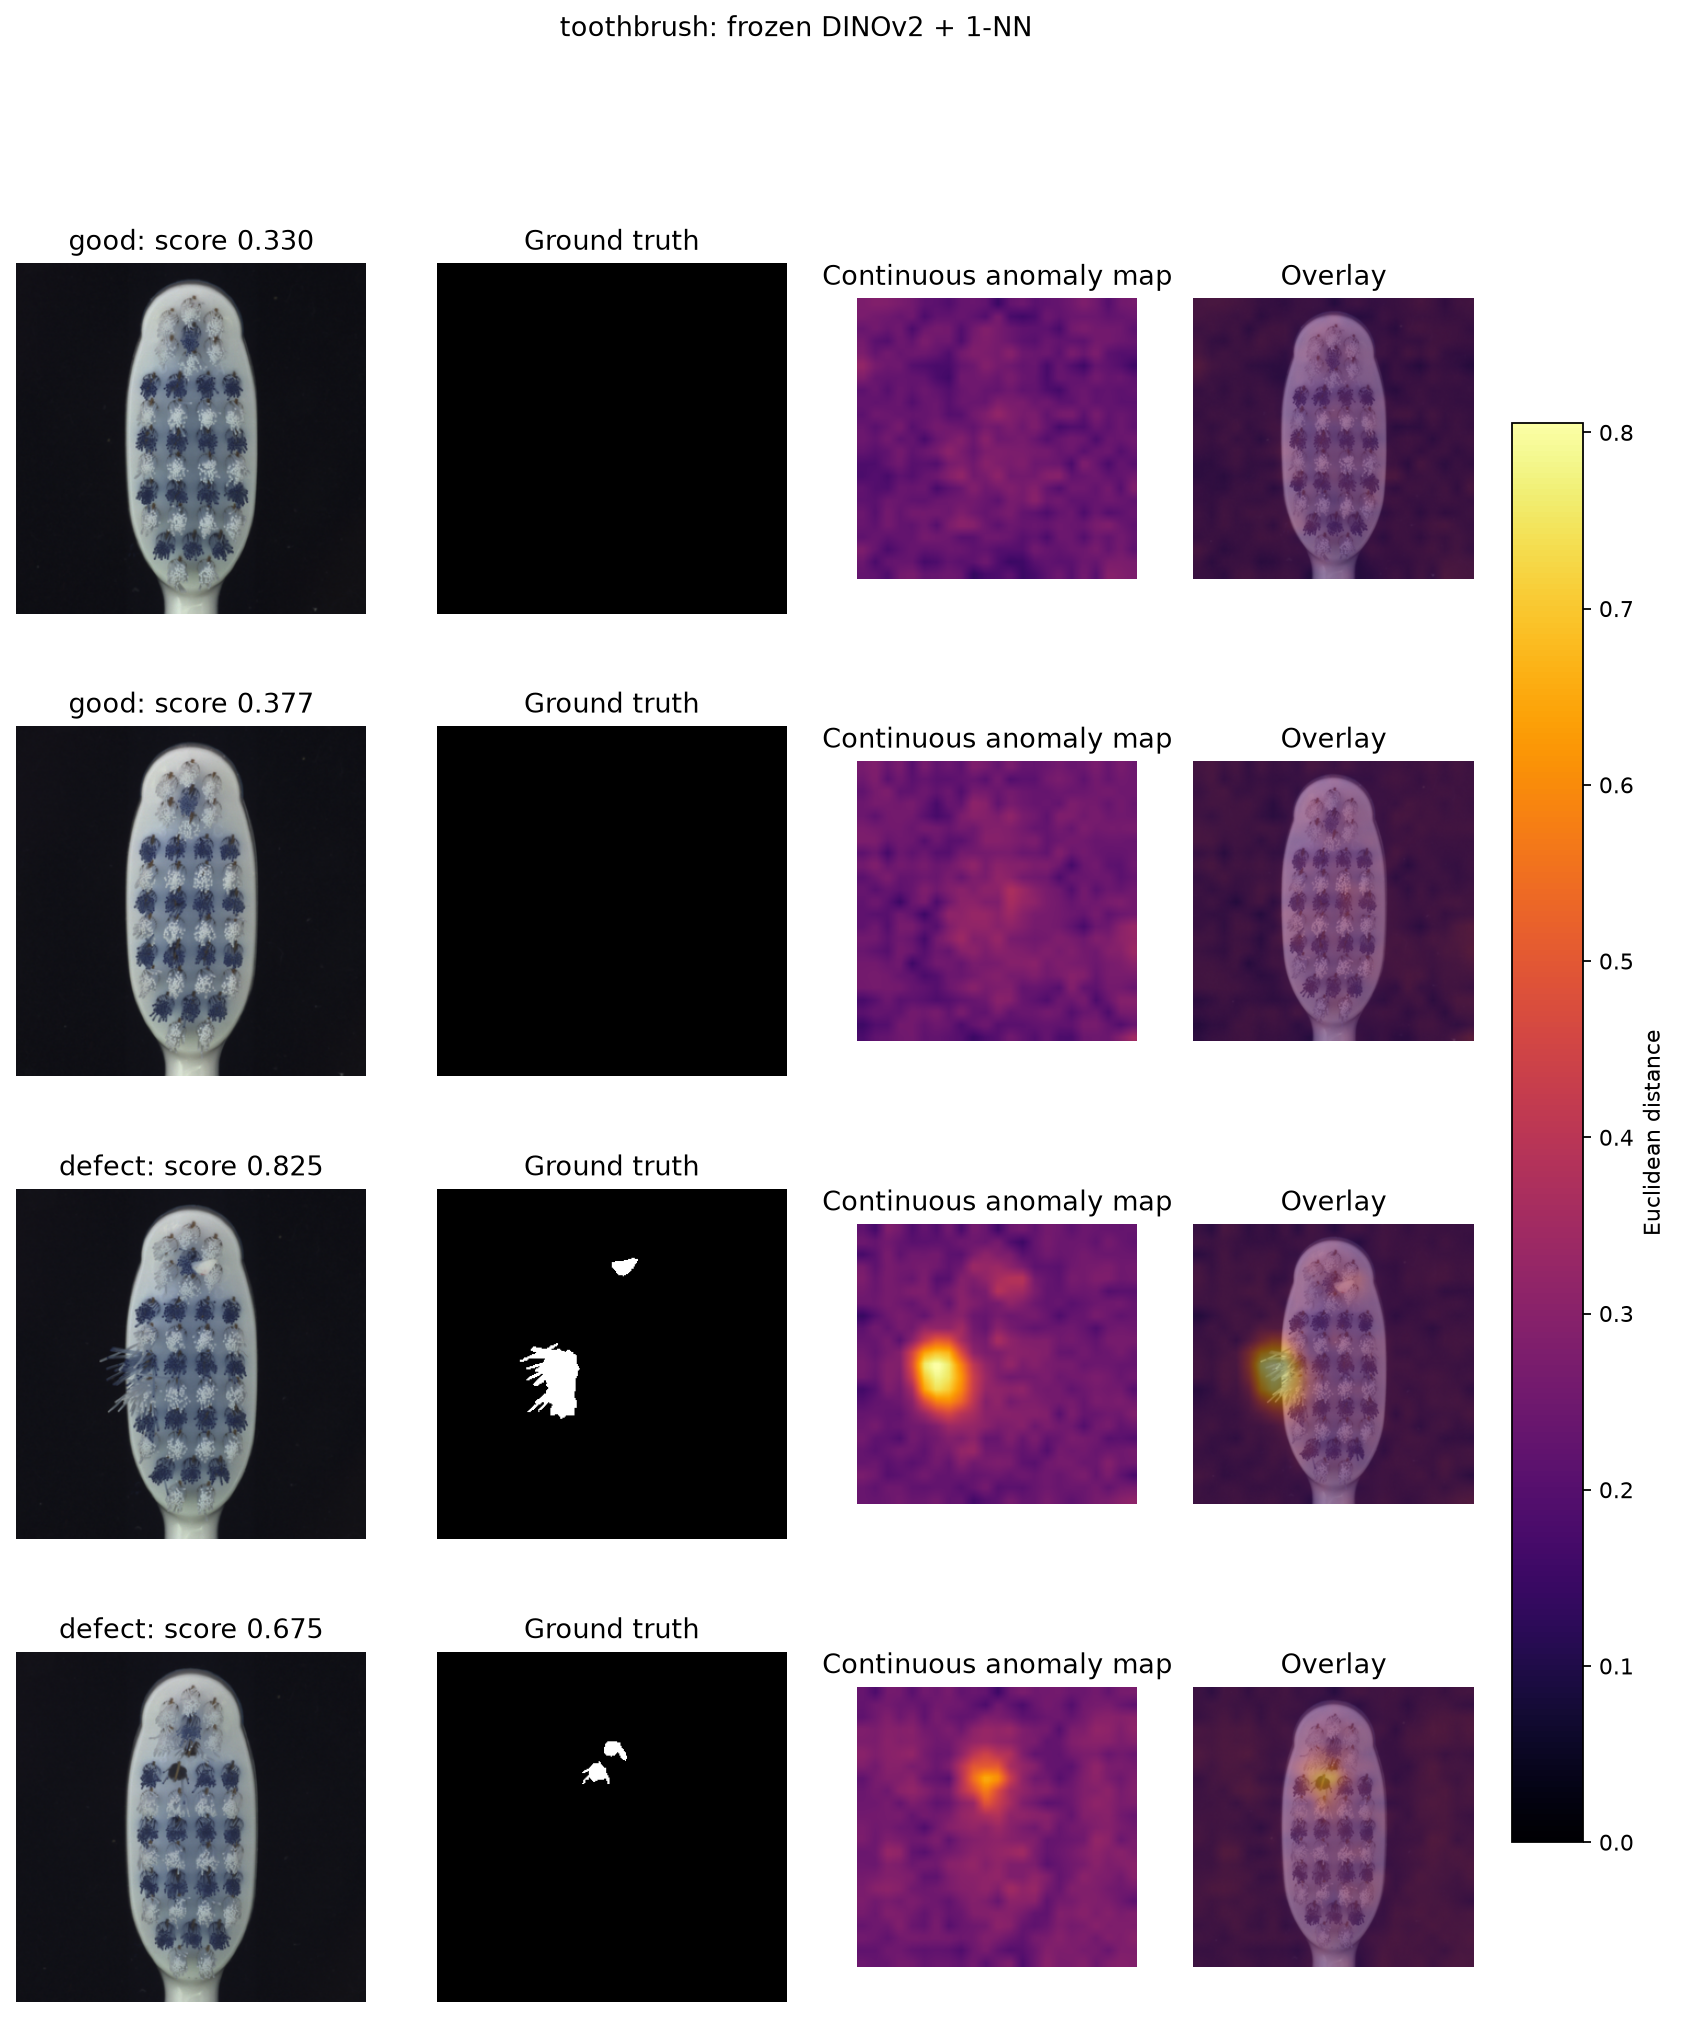 toothbrush: frozen DINOv2 + 1-NN
good: score 0.330
Ground truth
Continuous anomaly map
Overlay
good: score 0.377
Ground truth
Continuous anomaly map
Overlay
defect: score 0.825
Ground truth
Continuous anomaly map
Overlay
defect: score 0.675
Ground truth
Continuous anomaly map
Overlay
0.8
0.7
0.6
0.5
0.4
0.3
0.2
0.1
0.0
Euclidean distance